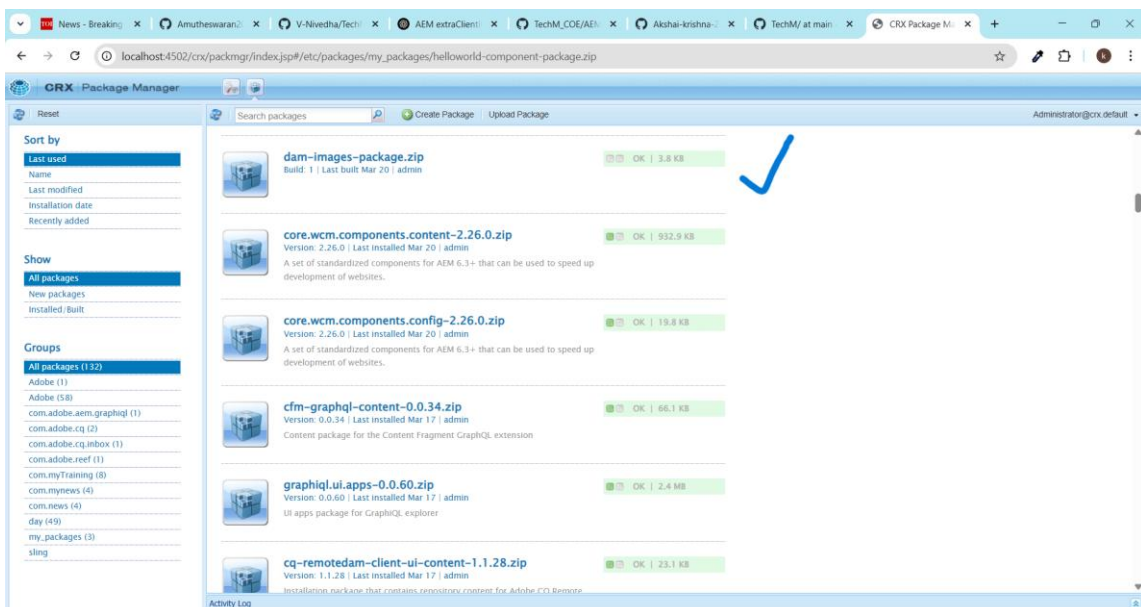 News - Breaking
Amutheswaran2
V-Nivedha/Tech
AEM extraClientl
TechM_COE/AEM
Akshai-krishna-
TechM/ at main
CRX Package Ma
localhost:4502/crx/packmgr/index.jsp#/etc/packages/my_packages/helloworld-component-package.zip
k
CRX Package Manager
Reset
Search packages
Create Package
Upload Package
Administrator@crx.default
Sort by
Last used
Name
Last modified
Installation date
Recently added
Show
All packages
New packages
Installed/Built
Groups
All packages (132)
Adobe (1)
Adobe (58)
com.adobe.aem.graphiql (1)
com.adobe.cq (2)
com.adobe.cq.inbox (1)
com.adobe.reef (1)
com.myTraining (8)
com.mynews (4)
com.news (4)
day (49)
my_packages (3)
sling
dam-images-package.zip
OK | 3.8 KB
Build: 1 | Last built Mar 20 | admin
core.wcm.components.content-2.26.0.zip
OK | 932.9 KB
Version: 2.26.0 | Last installed Mar 20 | admin
A set of standardized components for AEM 6.3+ that can be used to speed up
development of websites.
core.wcm.components.config-2.26.0.zip
OK | 19.8 KB
Version: 2.26.0 | Last installed Mar 20 | admin
A set of standardized components for AEM 6.3+ that can be used to speed up
development of websites.
cfm-graphql-content-0.0.34.zip
OK | 66.1 KB
Version: 0.0.34 | Last installed Mar 17 | admin
Content package for the Content Fragment GraphQL extension
graphiql.ui.apps-0.0.60.zip
OK | 2.4 MB
Version: 0.0.60 | Last installed Mar 17 | admin
UI apps package for GraphiQL explorer
cq-remotedam-client-ui-content-1.1.28.zip
OK | 23.1 KB
Version: 1.1.28 | Last installed Mar 17 | admin
Installation package that contains repository content for Adobe CQ Remote
Activity Log